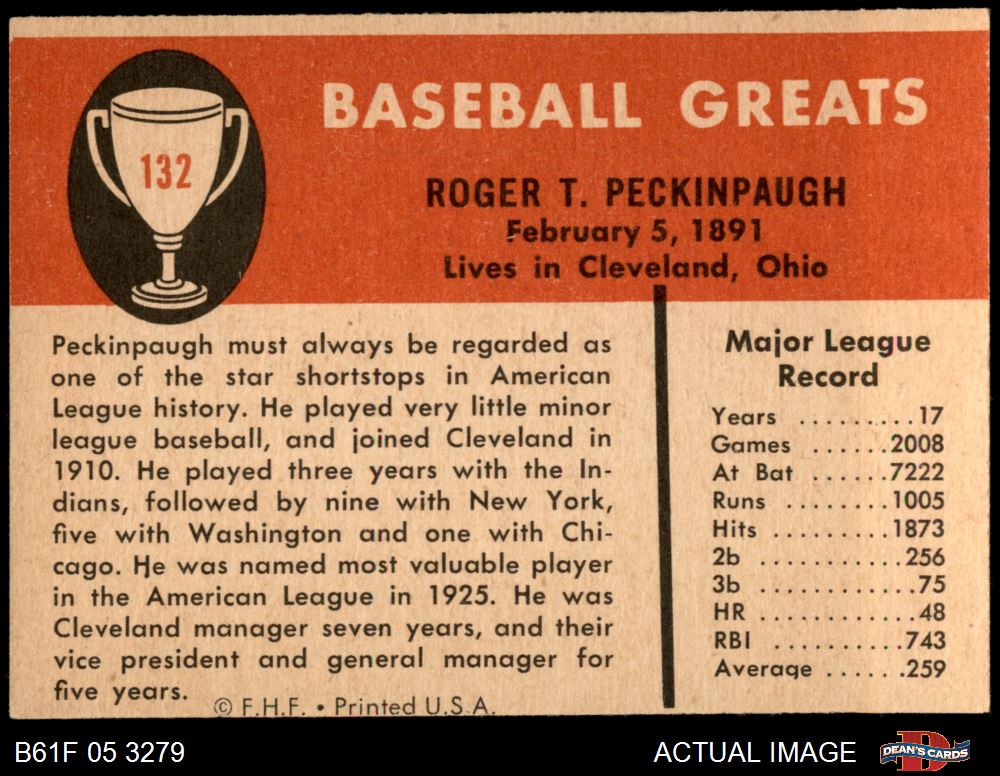 132
BASEBALL GREATS
ROGER T. PECKINPAUGH
February 5, 1891
Lives in Cleveland, Ohio
Peckinpaugh must always be regarded as
one of the star shortstops in American
League history. He played very little minor
league baseball, and joined Cleveland in
1910. He played three years with the In-
dians, followed by nine with New York,
five with Washington and one with Chi-
cago. He was named most valuable player
in the American League in 1925. He was
Cleveland manager seven years, and their
vice president and general manager for
five years.
© F.H.F. • Printed U.S.A.
Major League
Record
Years ..........17
Games ......2008
At Bat ......7222
Runs ........1005
Hits .........1873
2b ...........256
3b ............75
HR ............48
RBI ..........743
Average ......259
B61F 05 3279
ACTUAL IMAGE
D
DEAN'S CARDS